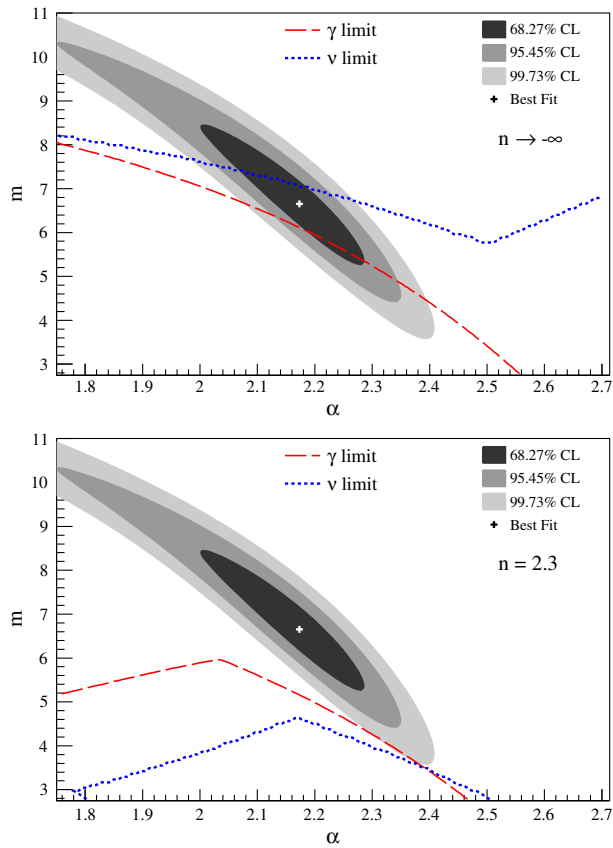 11
10
9
8
7
6
5
4
3
m
γ limit
ν limit
68.27% CL
95.45% CL
99.73% CL
Best Fit
n → -∞
1.8 1.9 2 2.1 2.2 2.3 2.4 2.5 2.6 2.7
α
11
10
9
8
7
6
5
4
3
m
γ limit
ν limit
68.27% CL
95.45% CL
99.73% CL
Best Fit
n = 2.3
1.8 1.9 2 2.1 2.2 2.3 2.4 2.5 2.6 2.7
α